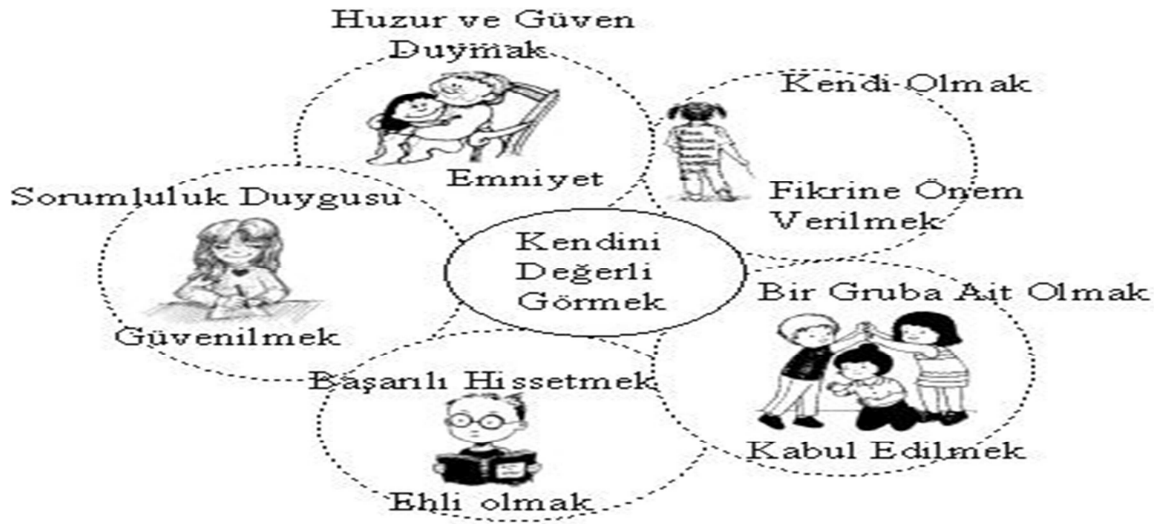 Huzur ve Güven
Duymak
Emniyet
Kendi Olmak
Fikrine Önem
Verilmek
Sorumluluk Duygusu
Güvenilmek
Kendini
Değerli
Görmek
Bir Gruba Ait Olmak
Kabul Edilmek
Başarılı Hissetmek
Ehli olmak